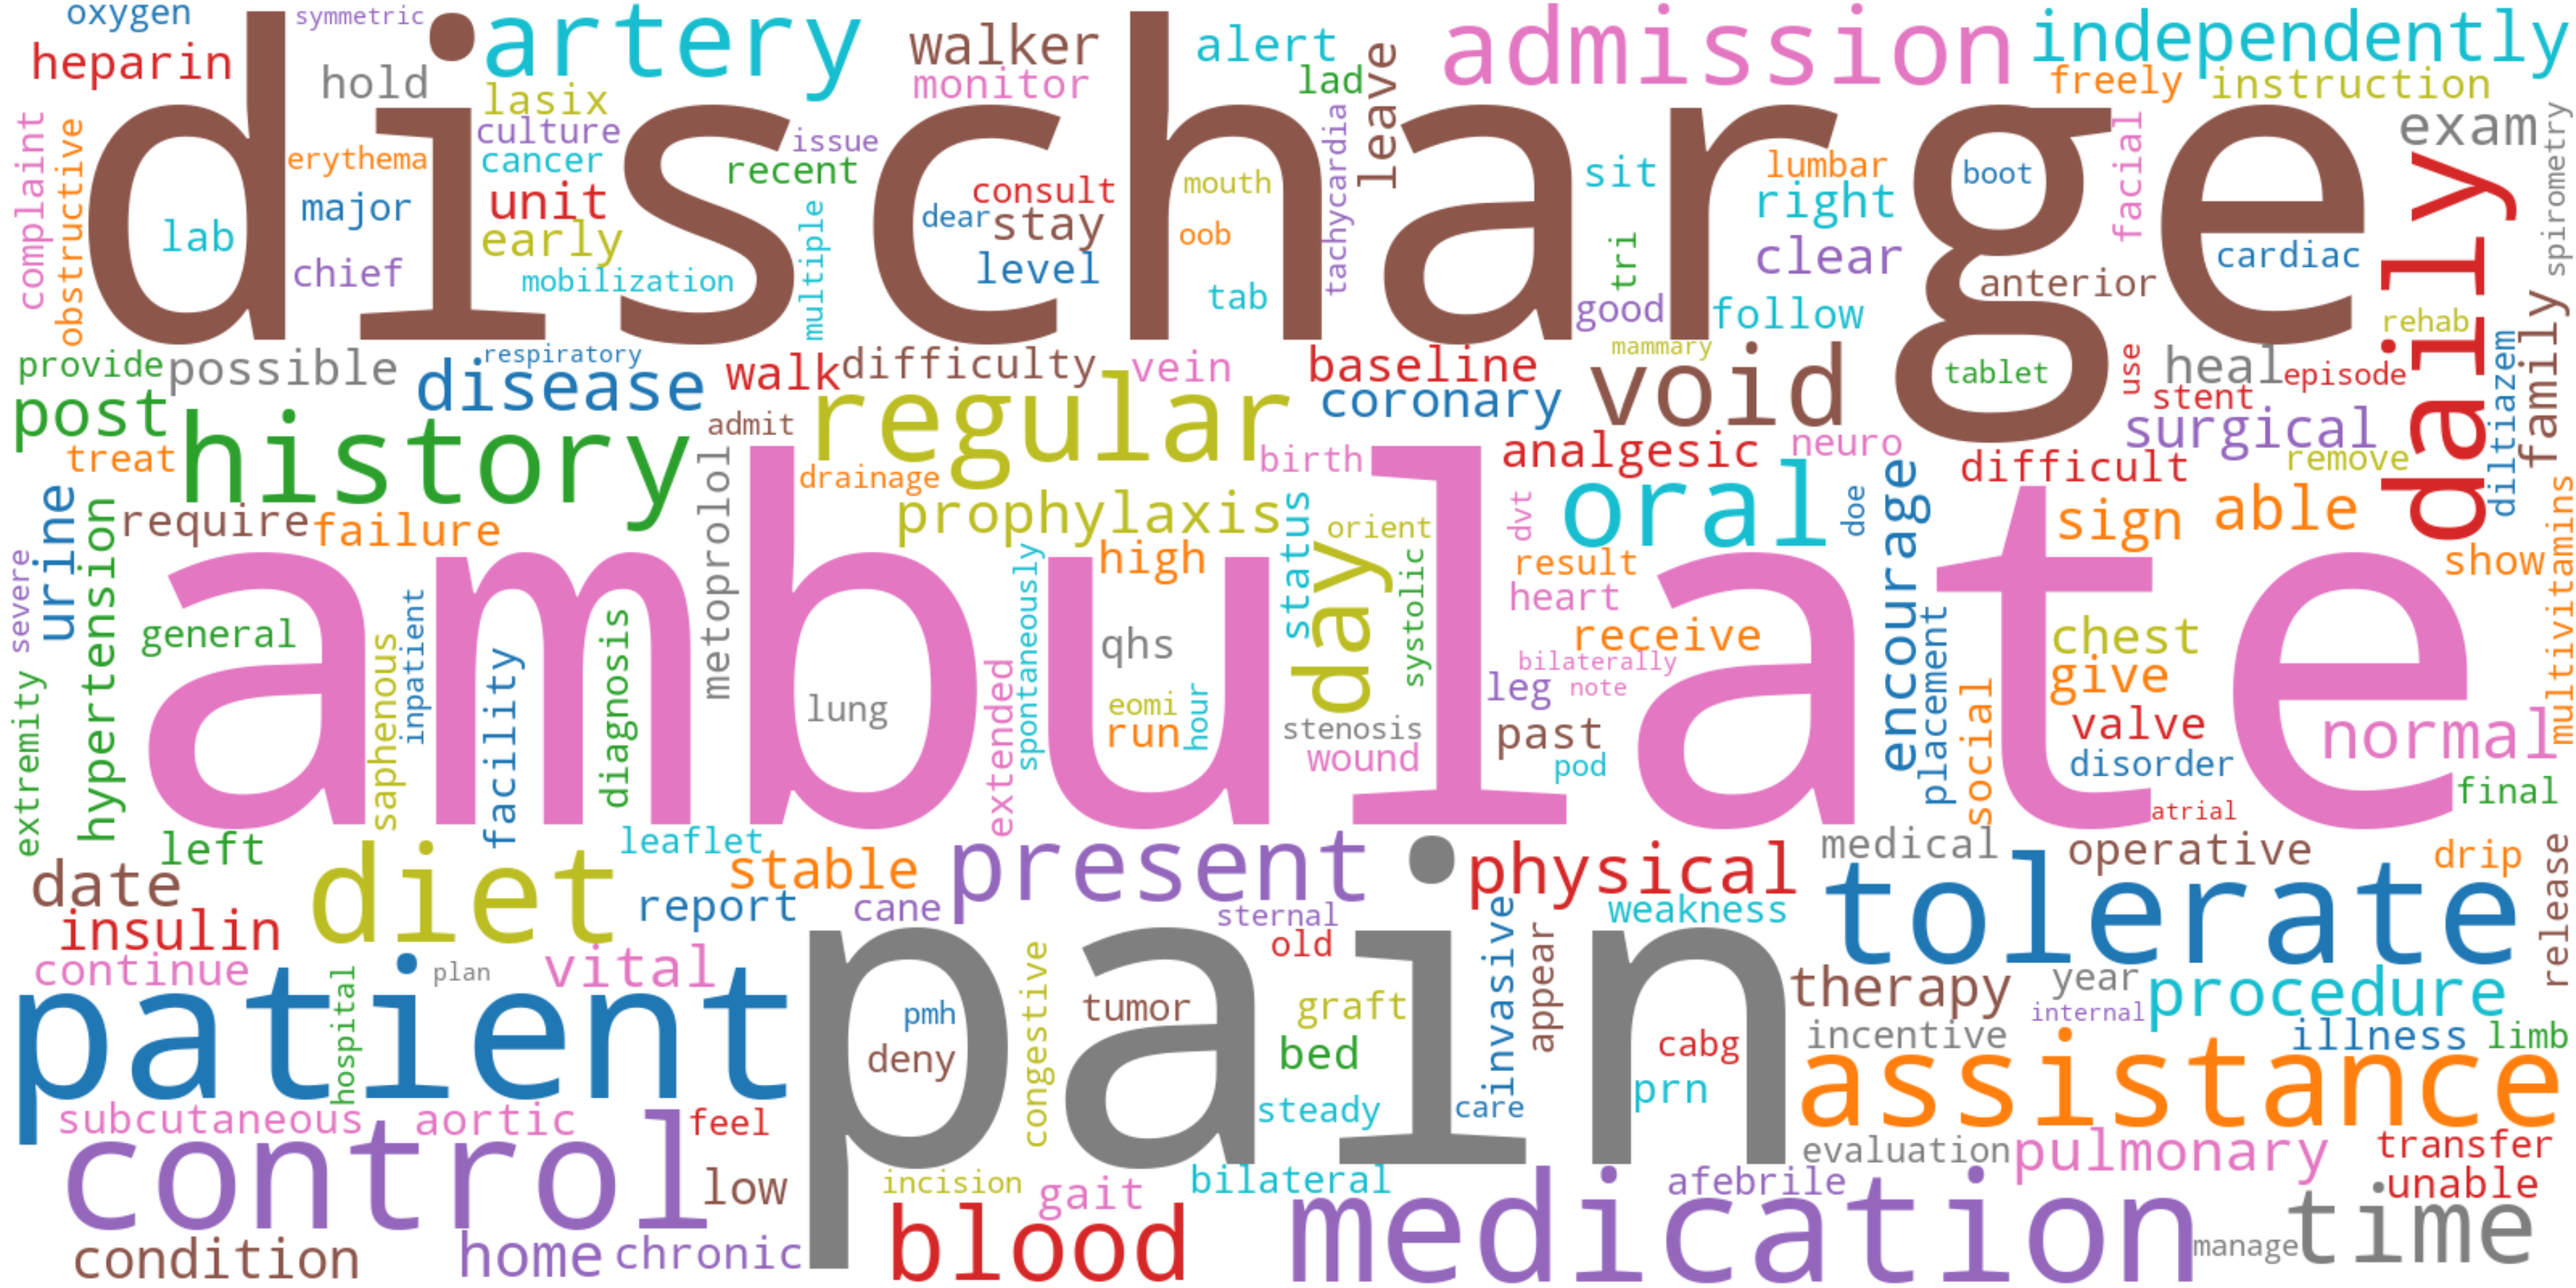 oxygen symmetric artery walker alert admission independently
heparin hold lasix monitor lad leave freely instruction
discharge
complaint obstructive erythema culture cancer issue recent tachycardia sit lumbar boot facial exam spirometry
lab major unit multiple dear consult stay mouth right daily
chief early mobilization level oob tab tri clear good follow anterior cardiac family
provide possible respiratory disease walk difficulty vein baseline mammary void tablet use heal episode rehab diltiazem
post history admit regular coronary stent surgical
treat metoprolol drainage birth analgesic neuro difficult remove
urine hypertension require failure prophylaxis status orient dvt oral doe encourage sign able multivitamins
ambulate
severe general inpatient diagnosis spontaneously high day systolic result heart show
extremity saphenous facility lung extended qhs receive bilaterally placement chest
eomi run hour stenosis leg note social give valve normal
wound past pod disorder atrial final
left leaflet stable present physical medical operative drip release
date diet report cane sternal weakness tolerate
insulin old invasive appear
continue plan vital therapy year procedure
patient hospital pain pmh congestive tumor graft internal
deny bed cabg incentive illness limb
subcutaneous aortic feel steady care prn assistance
control low incision gait bilateral afebrile evaluation pulmonary transfer
condition home chronic blood medication unable
manage time